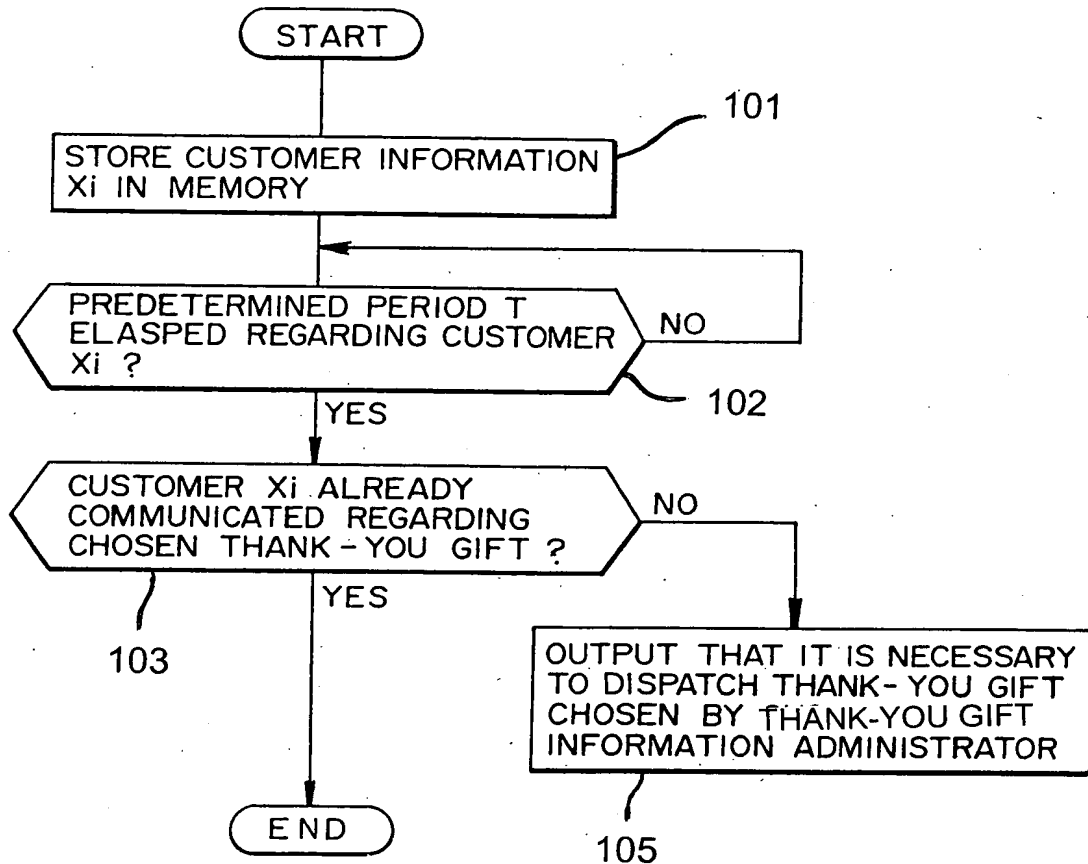 START
101
STORE CUSTOMER INFORMATION
Xi IN MEMORY
PREDETERMINED PERIOD T
ELASPED REGARDING CUSTOMER
Xi ?
NO
102
YES
CUSTOMER Xi ALREADY
COMMUNICATED REGARDING
CHOSEN THANK-YOU GIFT ?
NO
YES
103
OUTPUT THAT IT IS NECESSARY
TO DISPATCH THANK-YOU GIFT
CHOSEN BY THANK-YOU GIFT
INFORMATION ADMINISTRATOR
END
105